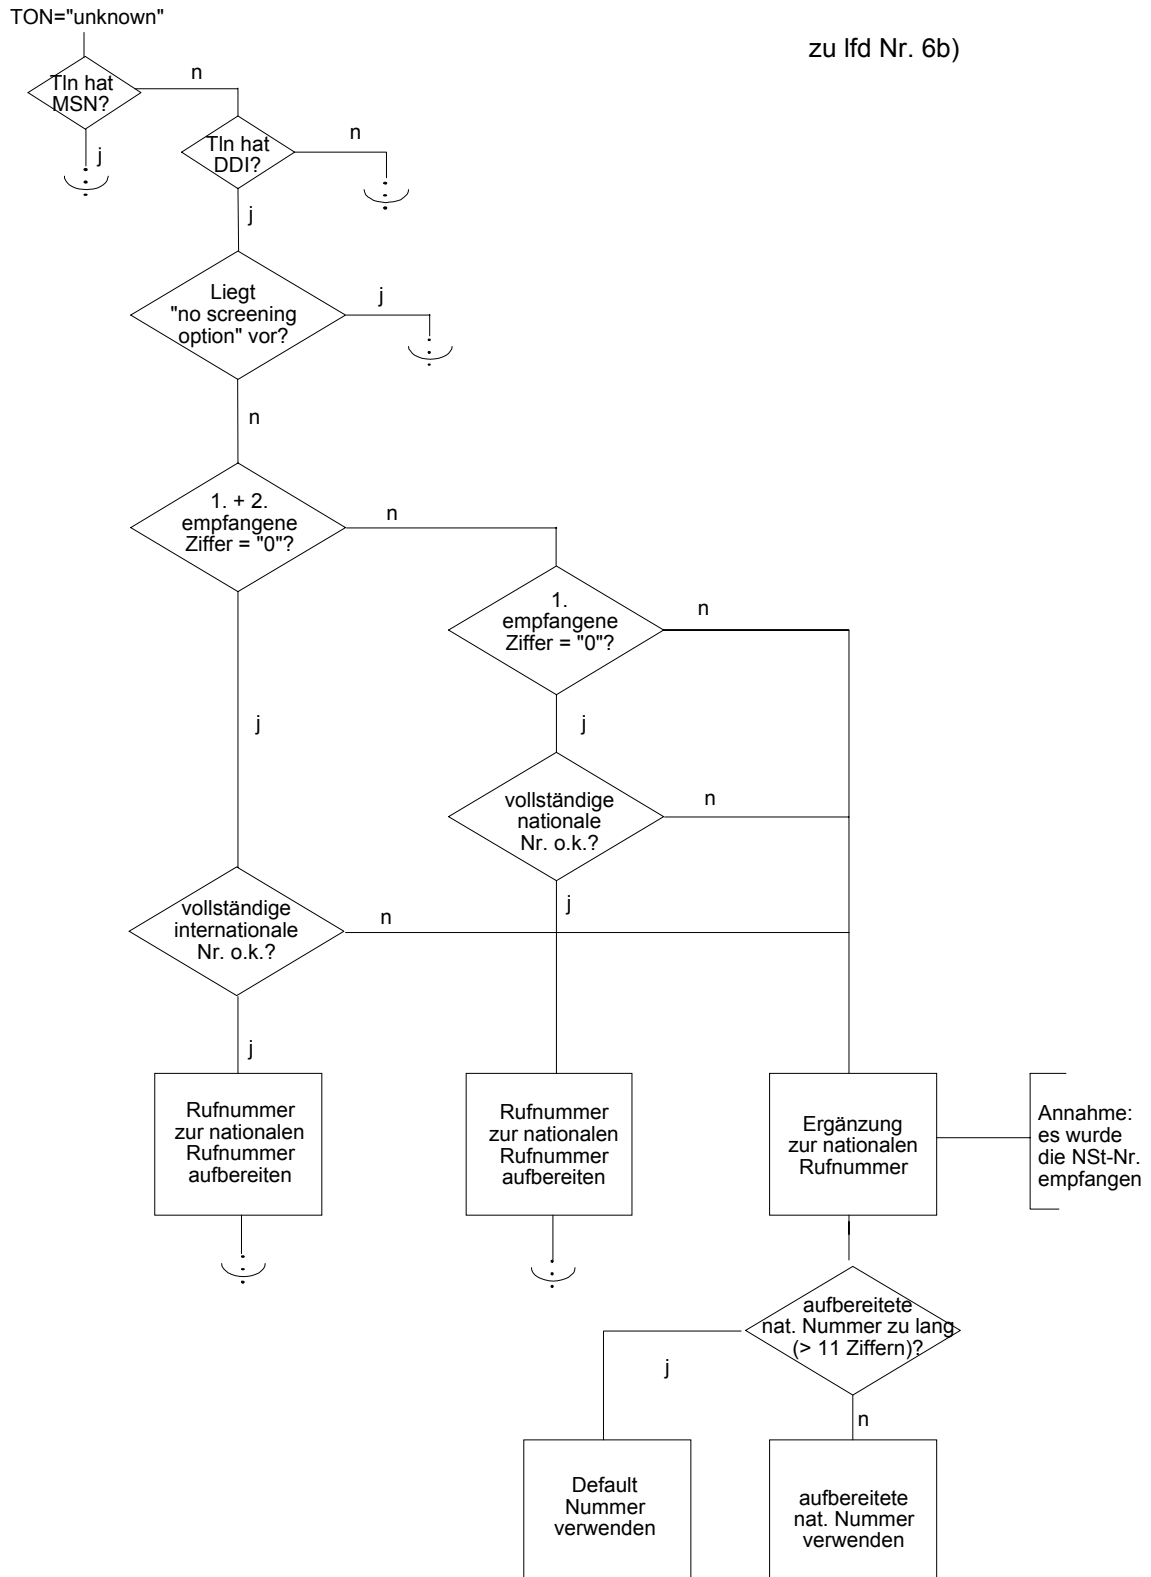 TON="unknown"
zu lfd Nr. 6b)
Tln hat
MSN?
n
j
Tln hat
DDI?
n
j
Liegt
"no screening
option" vor?
j
n
1. + 2.
empfangene
Ziffer = "0"?
n
j
1.
empfangene
Ziffer = "0"?
n
j
vollständige
nationale
Nr. o.k.?
n
j
vollständige
internationale
Nr. o.k.?
n
j
Rufnummer
zur nationalen
Rufnummer
aufbereiten
Rufnummer
zur nationalen
Rufnummer
aufbereiten
Ergänzung
zur nationalen
Rufnummer
Annahme:
es wurde
die NSt-Nr.
empfangen
aufbereitete
nat. Nummer zu lang
(> 11 Ziffern)?
j
n
Default
Nummer
verwenden
aufbereitete
nat. Nummer
verwenden